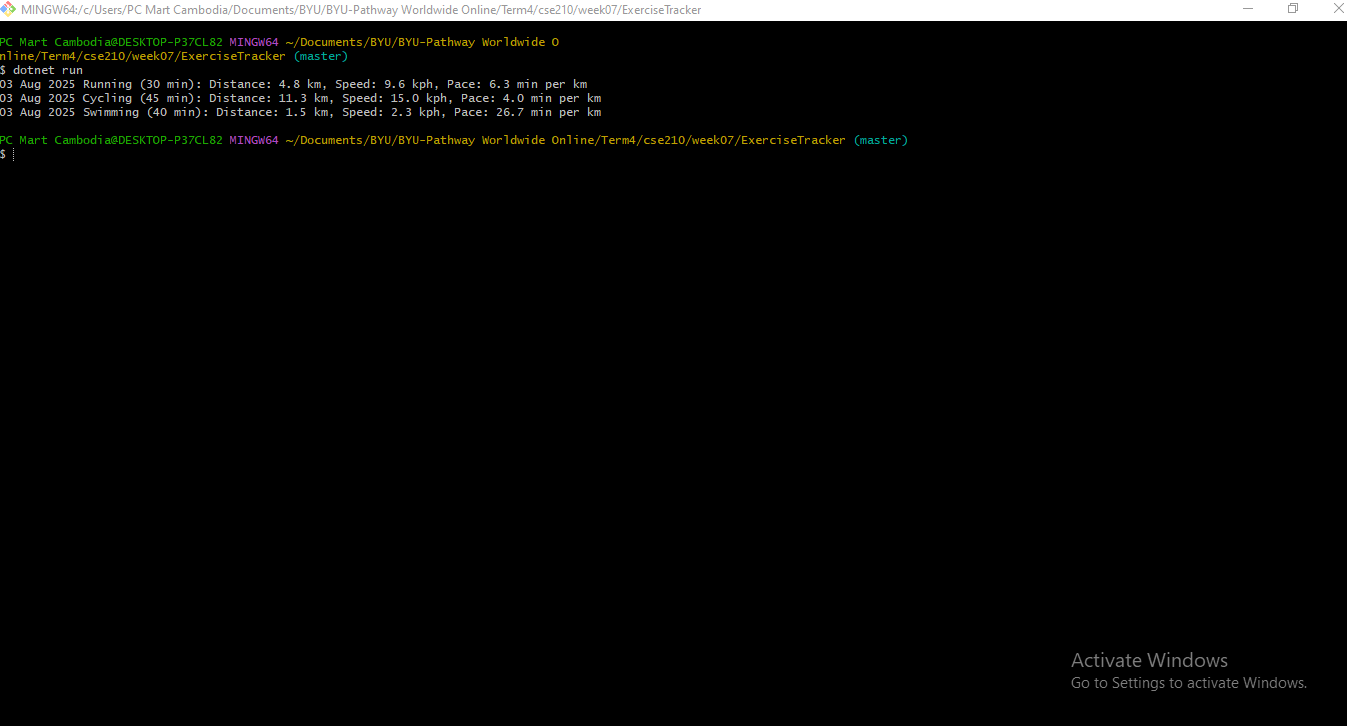 MINGW64:/c/Users/PC Mart Cambodia/Documents/BYU/BYU-Pathway Worldwide Online/Term4/cse210/week07/ExerciseTracker
PC Mart Cambodia@DESKTOP-P37CL82 MINGW64 ~/Documents/BYU/BYU-Pathway Worldwide O
nline/Term4/cse210/week07/ExerciseTracker (master)
$ dotnet run
03 Aug 2025 Running (30 min): Distance: 4.8 km, Speed: 9.6 kph, Pace: 6.3 min per km
03 Aug 2025 Cycling (45 min): Distance: 11.3 km, Speed: 15.0 kph, Pace: 4.0 min per km
03 Aug 2025 Swimming (40 min): Distance: 1.5 km, Speed: 2.3 kph, Pace: 26.7 min per km
PC Mart Cambodia@DESKTOP-P37CL82 MINGW64 ~/Documents/BYU/BYU-Pathway Worldwide Online/Term4/cse210/week07/ExerciseTracker (master)
$
Activate Windows
Go to Settings to activate Windows.